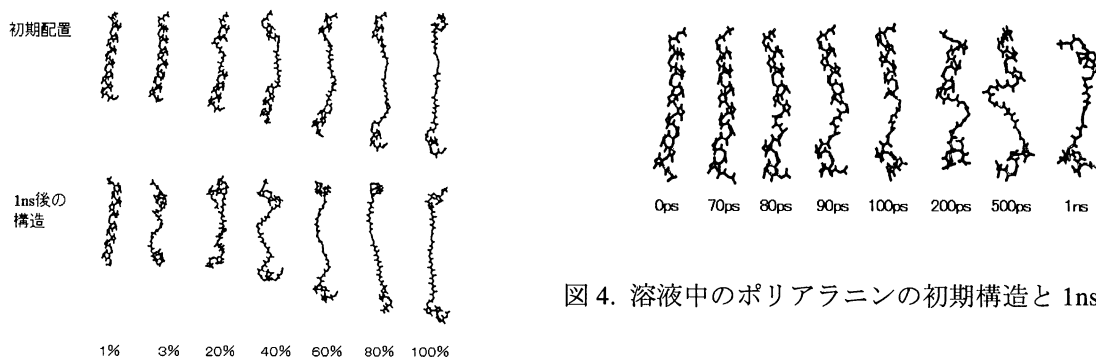 初期配置
1ns後の
構造
1% 3% 20% 40% 60% 80% 100%
0ps 70ps 80ps 90ps 100ps 200ps 500ps 1ns
図 4. 溶液中のポリアラニンの初期構造と 1ns